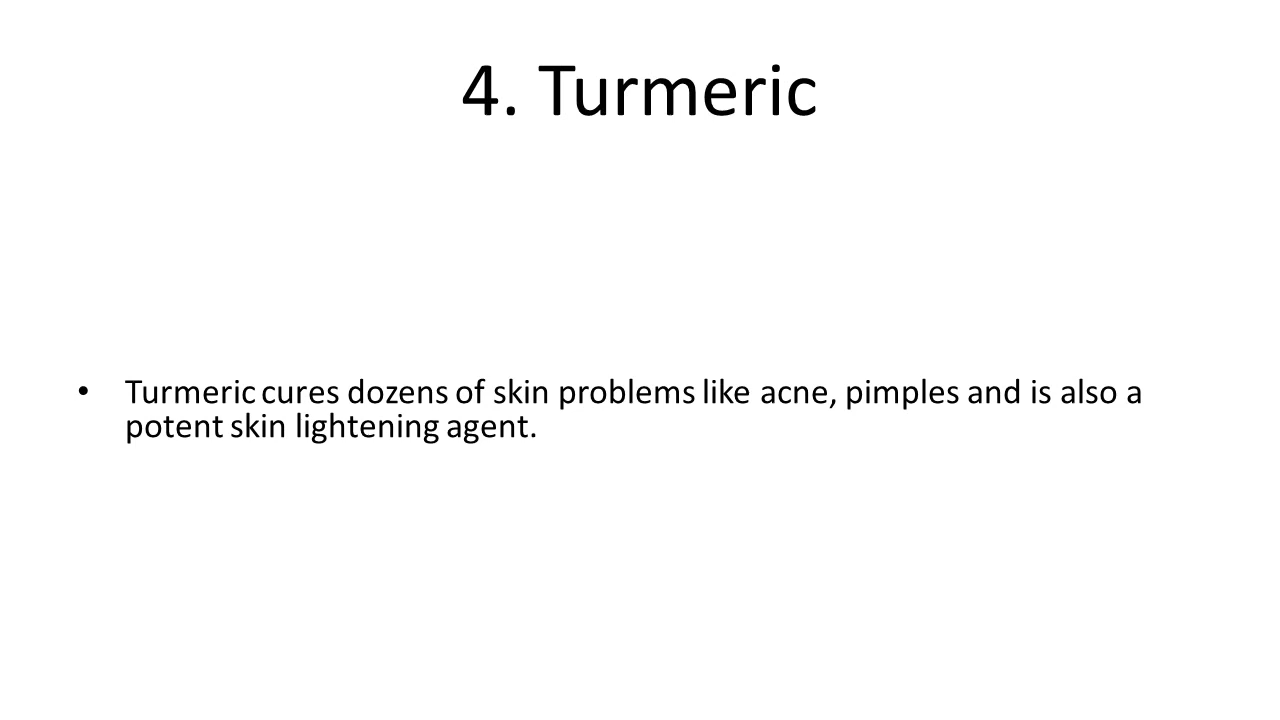 4. Turmeric
• Turmeric cures dozens of skin problems like acne, pimples and is also a
potent skin lightening agent.